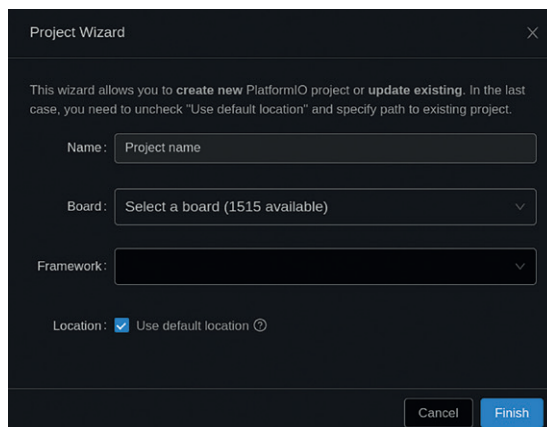 Project Wizard
This wizard allows you to create new PlatformIO project or update existing. In the last
case, you need to uncheck "Use default location" and specify path to existing project.
Name: Project name
Board: Select a board (1515 available)
Framework:
Location: Use default location
Cancel Finish